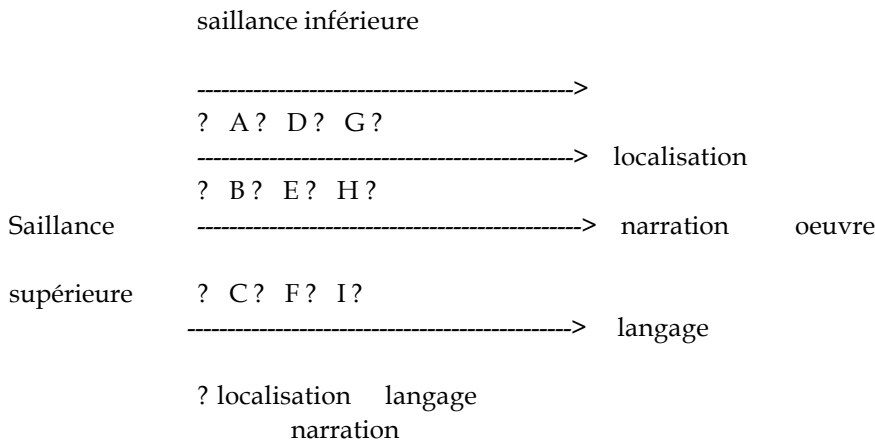 saillance inférieure
----------------------------------------------->
? A ? D ? G ?
-----------------------------------------------> localisation
? B ? E ? H ?
Saillance ------------------------------------------------> narration oeuvre
supérieure ? C ? F ? I ?
------------------------------------------------> langage
? localisation langage
narration